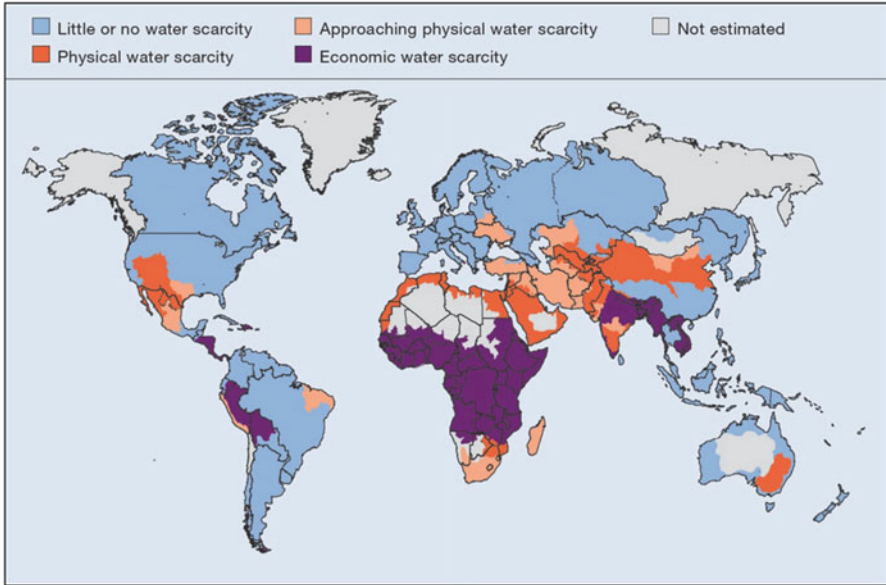 Little or no water scarcity Approaching physical water scarcity Not estimated
Physical water scarcity Economic water scarcity